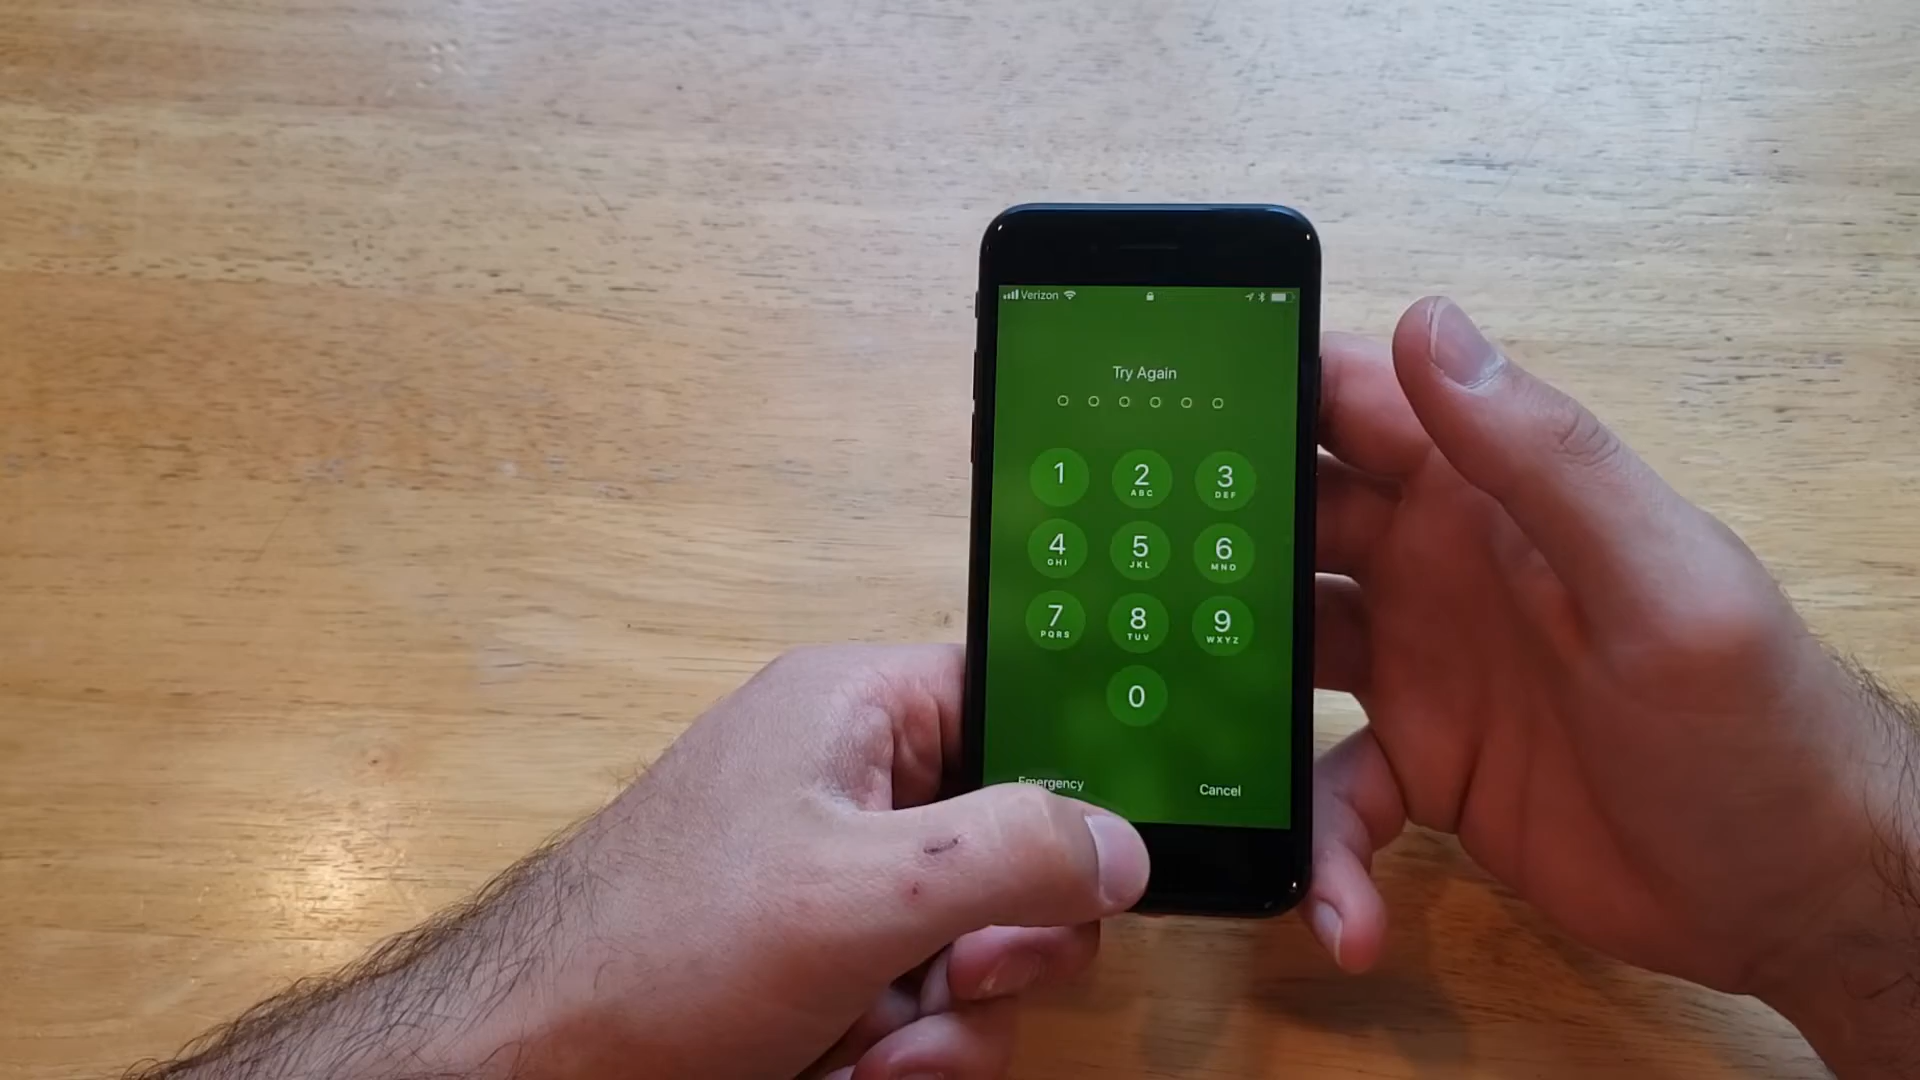 Verizon
Try Again
1 2 3
ABC DEF
4 5 6
GHI JKL MNO
7 8 9
PQRS TUV WXYZ
0
Emergency Cancel